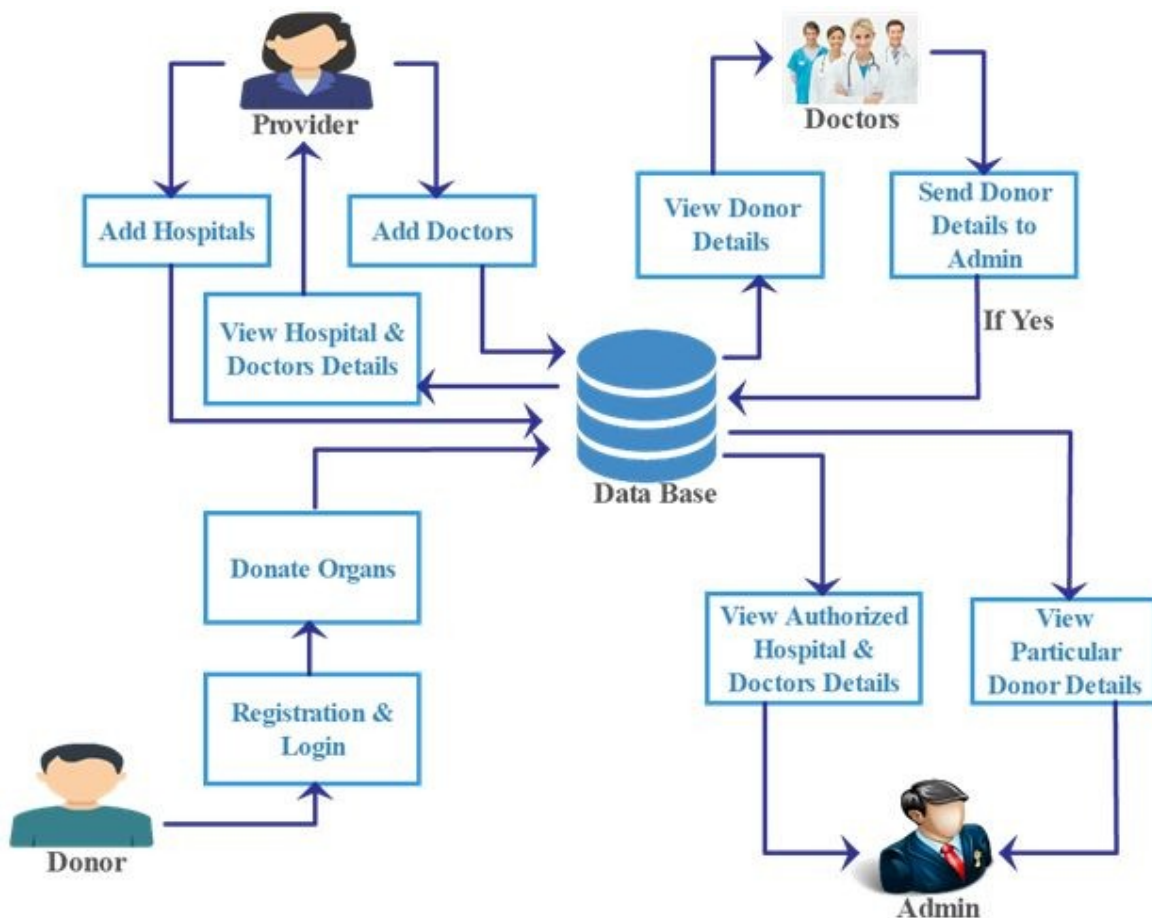 Provider
Doctors
Add Hospitals
Add Doctors
View Donor
Details
Send Donor
Details to
Admin
If Yes
View Hospital &
Doctors Details
Data Base
Donate Organs
View Authorized
Hospital &
Doctors Details
View
Particular
Donor Details
Registration &
Login
Donor
Admin